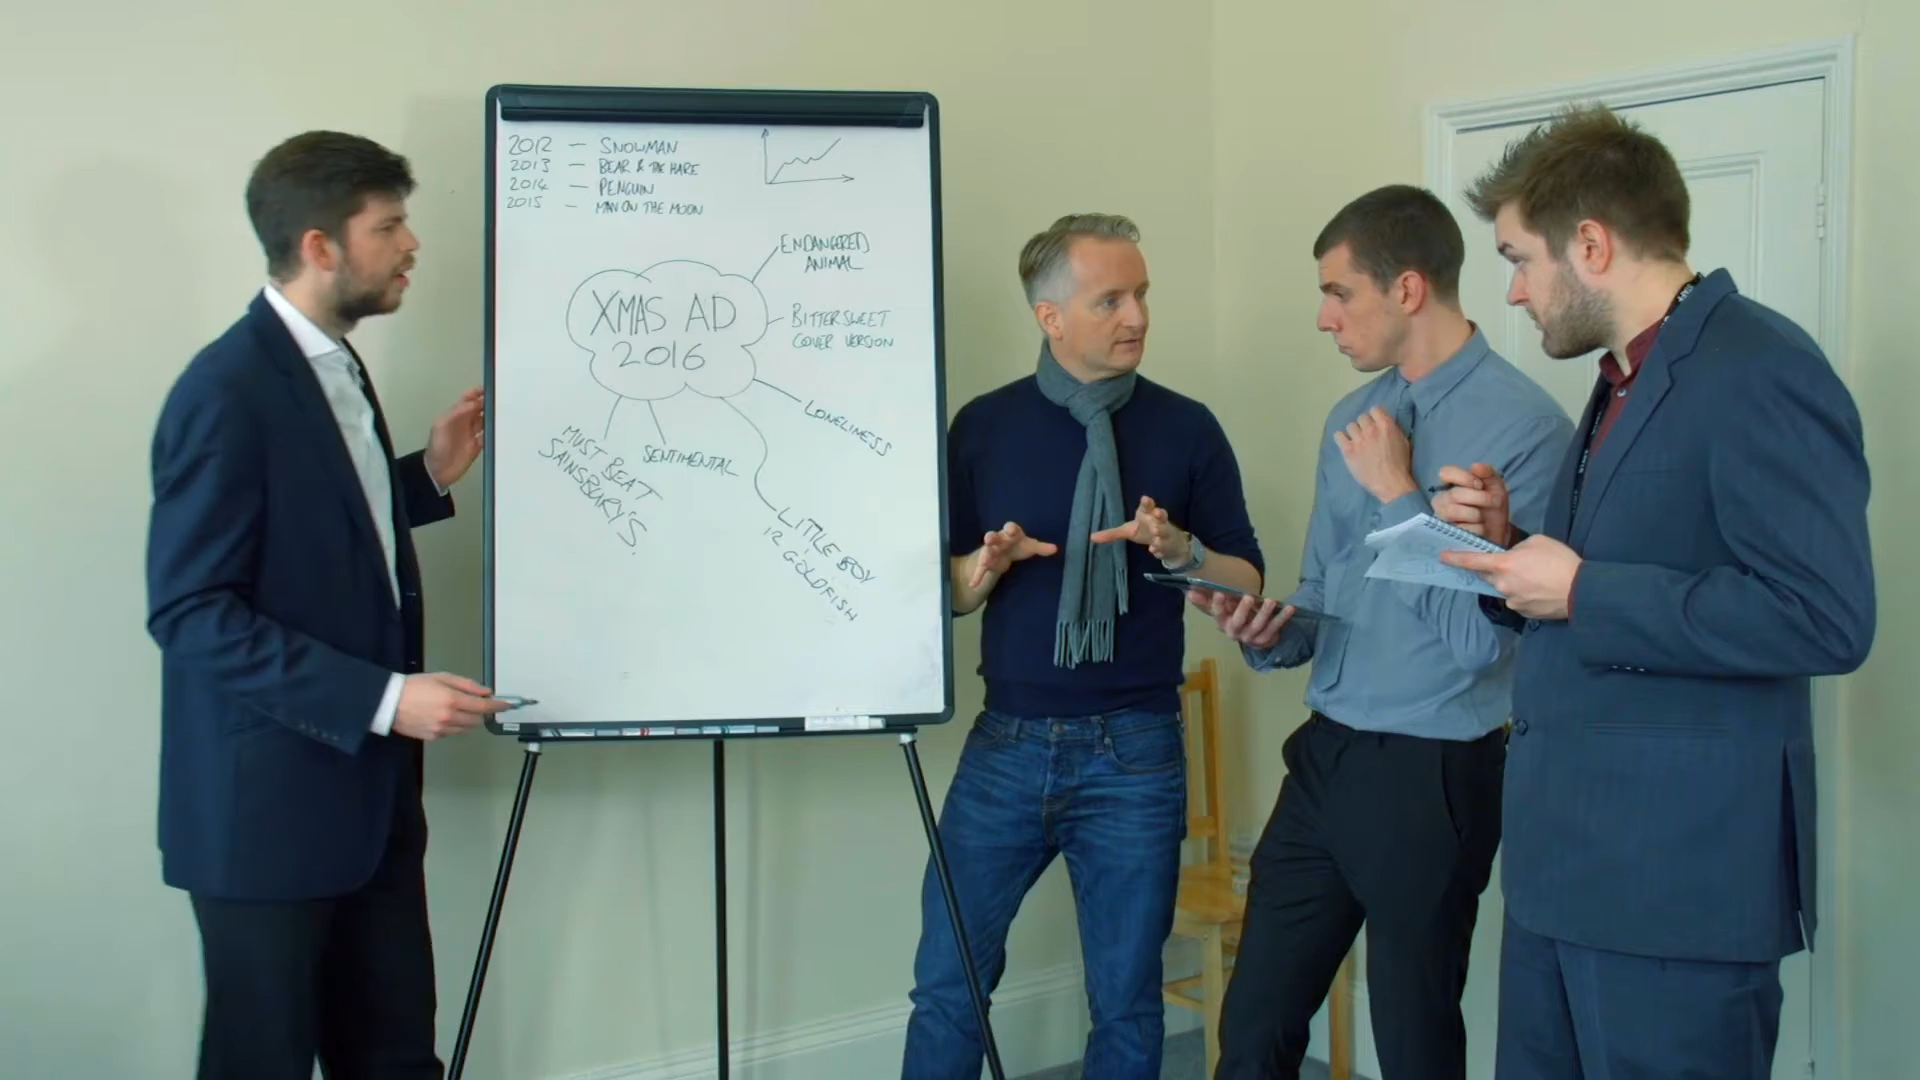 2012 — SNOWMAN
2013 — BEAR & THE HARE
2014 — PENGUIN
2015 — MAN ON THE MOON
XMAS AD
2016
ENDANGERED
ANIMAL
BITTERSWEET
COVER VERSION
LONELINESS
LITTLE BOY
12 GOLDFISH
SENTIMENTAL
MUST BEAT
SAINSBURY'S.